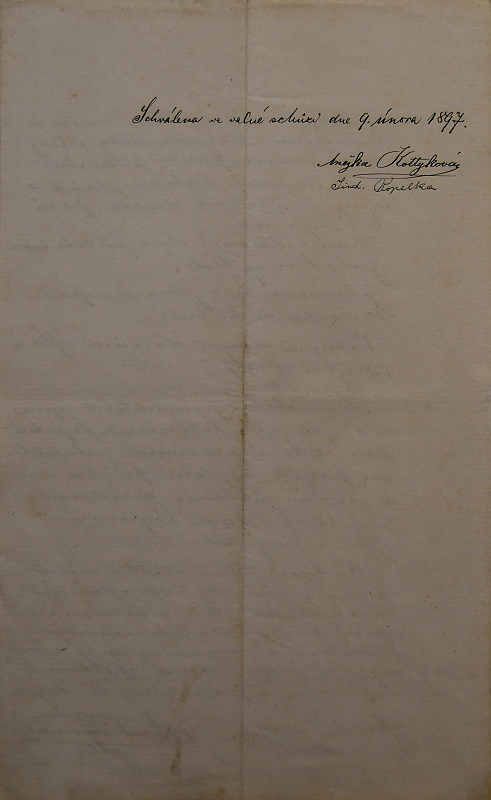 Schválena ve valné schůzi dne 9. února 1897.
Anežka Kottyková
Jind. Kopelka